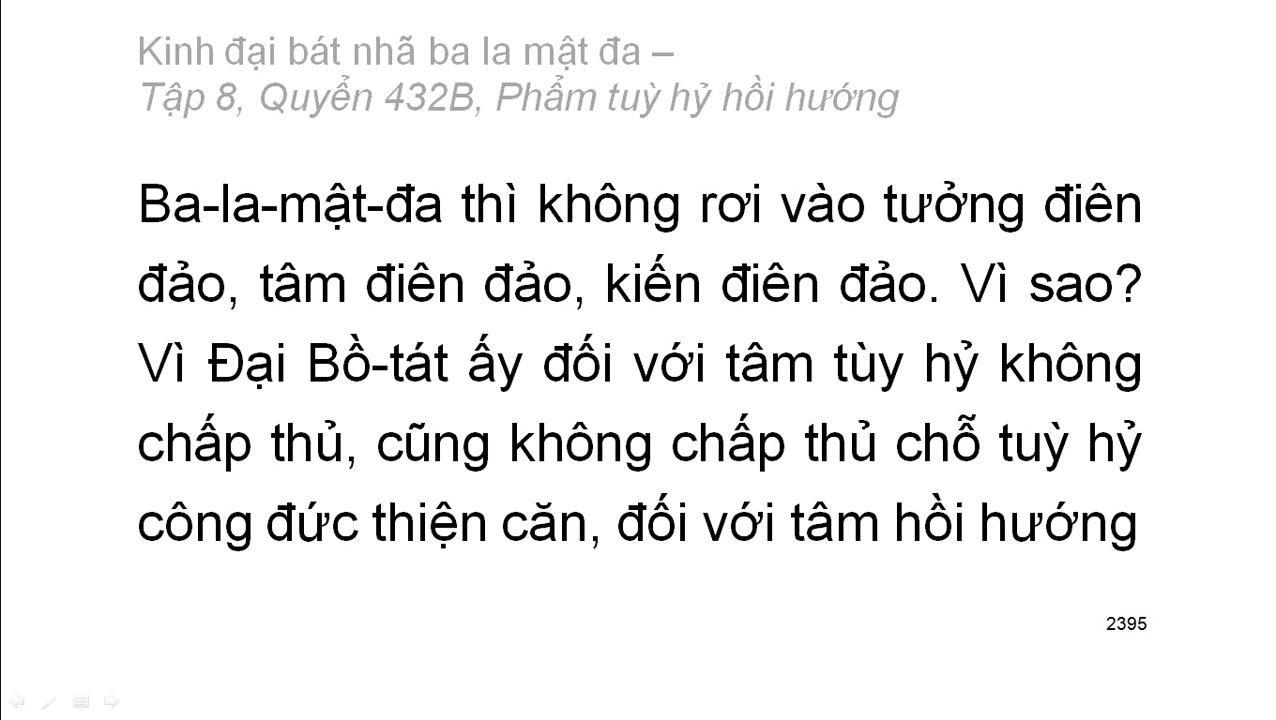 Kinh đại bát nhã ba la mật đa –
Tập 8, Quyển 432B, Phẩm tuỳ hỷ hồi hướng
Ba-la-mật-đa thì không rơi vào tưởng điên
đảo, tâm điên đảo, kiến điên đảo. Vì sao?
Vì Đại Bồ-tát ấy đối với tâm tùy hỷ không
chấp thủ, cũng không chấp thủ chỗ tuỳ hỷ
công đức thiện căn, đối với tâm hồi hướng
2395